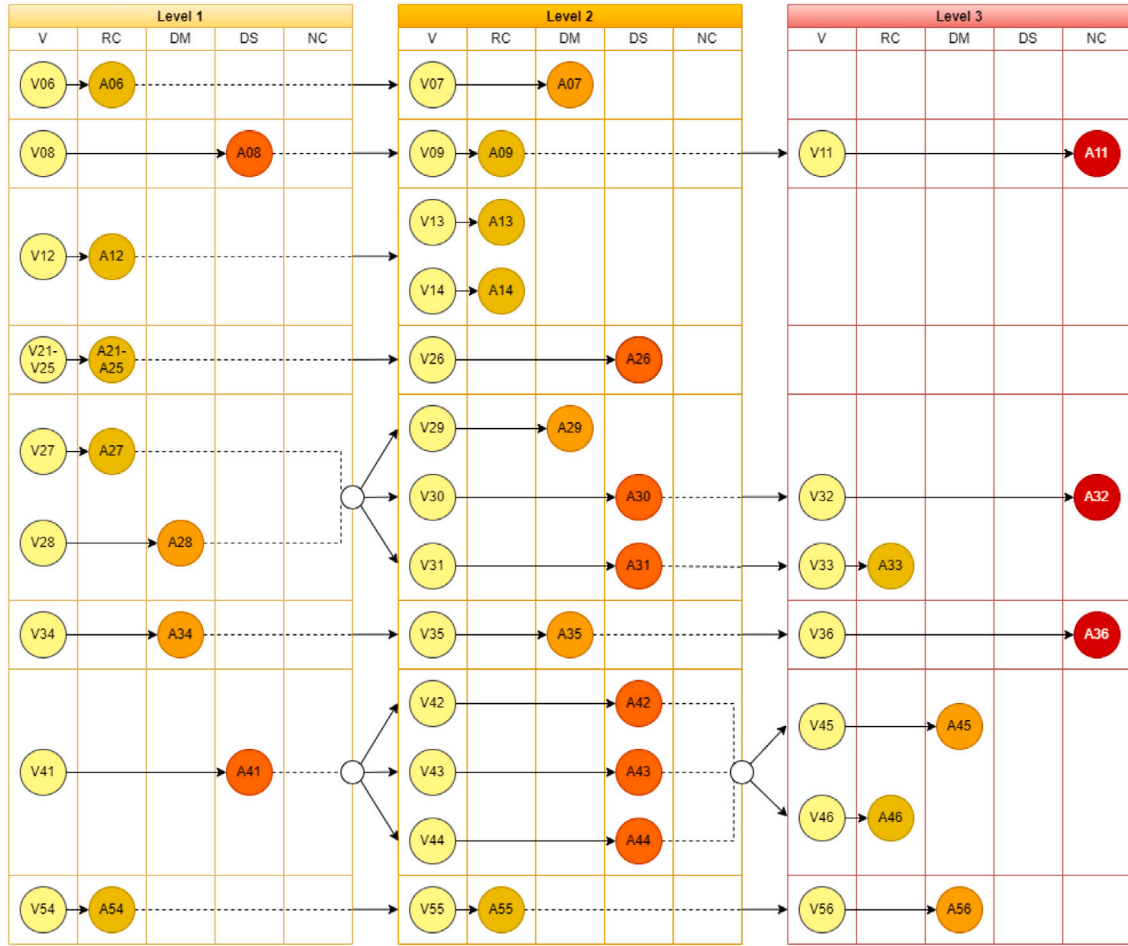 Level 1 Level 2 Level 3
V RC DM DS NC V RC DM DS NC V RC DM DS NC
V06 A06 V07 A07
V08 A08 V09 A09 V11 A11
V13 A13
V12 A12
V14 A14
V21- A21-
V25 A25 V26 A26
V29 A29
V27 A27
V30 A30 V32 A32
V28 A28
V31 A31 V33 A33
V34 A34 V35 A35 V36 A36
V42 A42
V45 A45
V41 A41 V43 A43
V46 A46
V44 A44
V54 A54 V55 A55 V56 A56